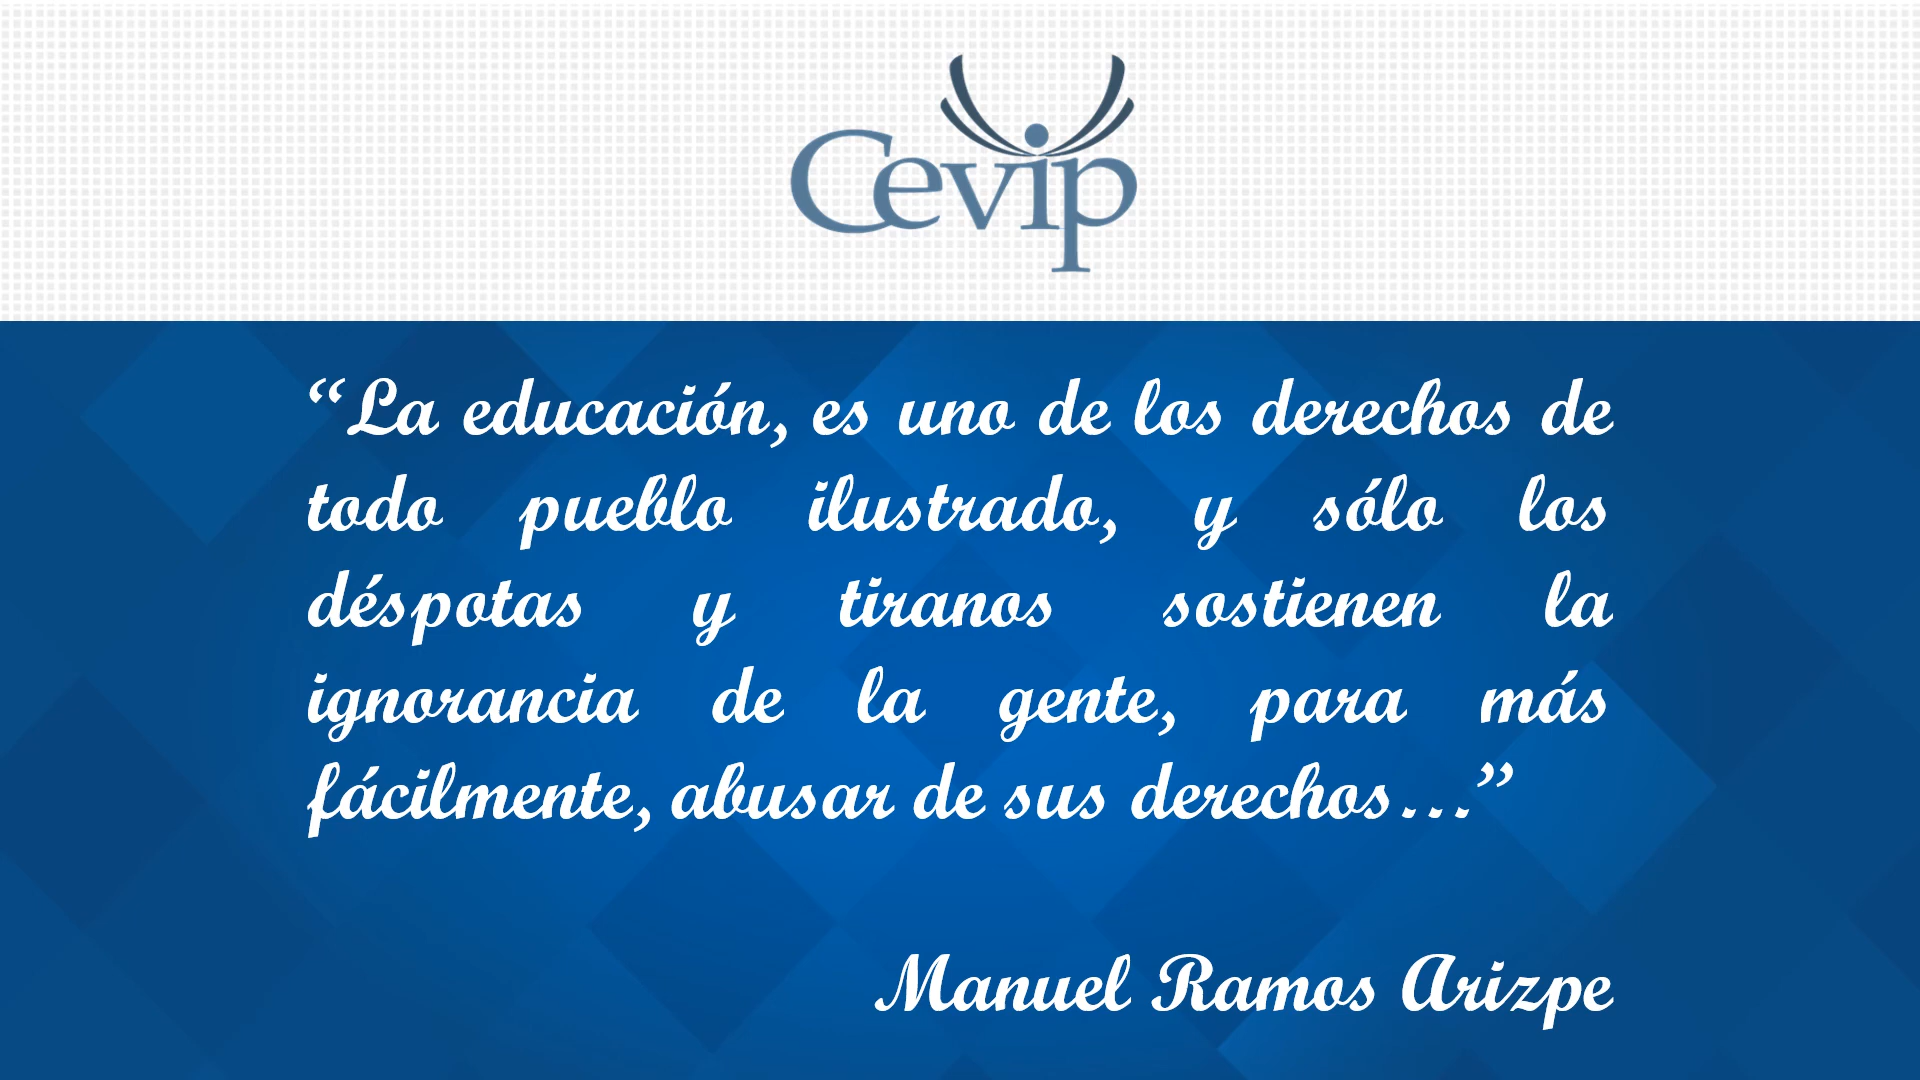 Cevip
“La educación, es uno de los derechos de
todo pueblo ilustrado, y sólo los
déspotas y tiranos sostienen la
ignorancia de la gente, para más
fácilmente, abusar de sus derechos...”
Manuel Ramos Arizpe